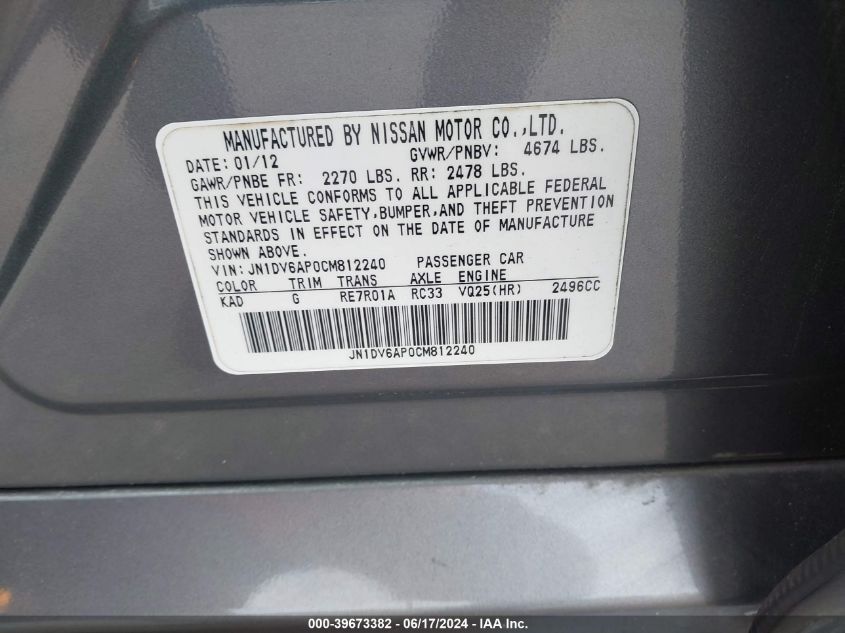 MANUFACTURED BY NISSAN MOTOR CO.,LTD.
DATE: 01/12 GVWR/PNBV: 4674 LBS.
GAWR/PNBE FR: 2270 LBS. RR: 2478 LBS.
THIS VEHICLE CONFORMS TO ALL APPLICABLE FEDERAL
MOTOR VEHICLE SAFETY,BUMPER,AND THEFT PREVENTION
STANDARDS IN EFFECT ON THE DATE OF MANUFACTURE
SHOWN ABOVE.
VIN: JN1DV6AP0CM812240 PASSENGER CAR
COLOR TRIM TRANS AXLE ENGINE
KAD G RE7R01A RC33 VQ25(HR) 2496CC
JN1DV6AP0CM812240
000-39673382 - 06/17/2024 - IAA Inc.